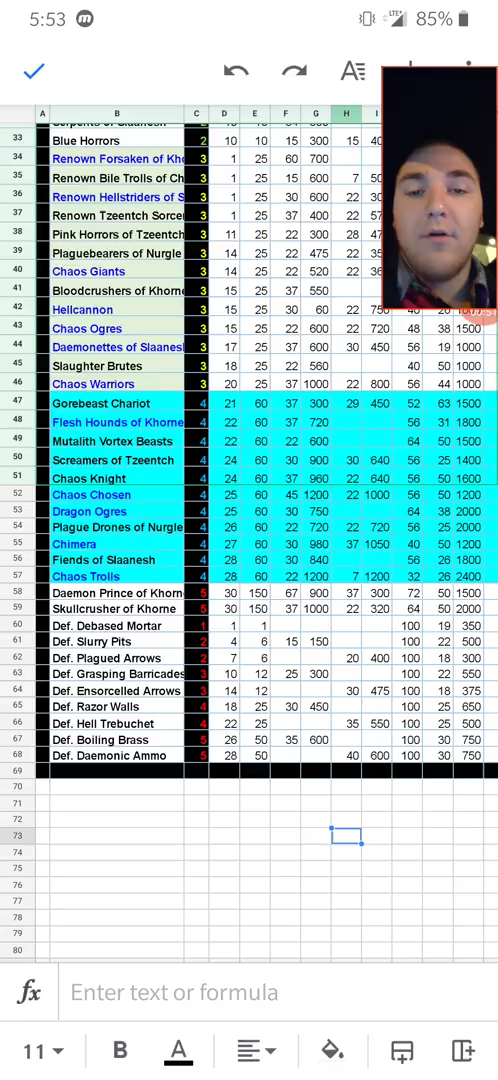 5:53 LTE+ 85%
A B C D E F G H I
33 Blue Horrors 2 10 10 15 300 15
34 Renown Forsaken of Kho 3 1 25 60 700
35 Renown Bile Trolls of Ch 3 1 25 15 600 7
36 Renown Hellstriders of S 3 1 25 30 600 22
37 Renown Tzeentch Sorcer 3 1 25 37 400 22
38 Pink Horrors of Tzeentch 3 11 25 22 300 28
39 Plaguebearers of Nurgle 3 14 25 22 475 22
40 Chaos Giants 3 14 25 22 520 22
41 Bloodcrushers of Khorne 3 15 25 37 550
42 Hellcannon 3 15 25 30 60 22 750
43 Chaos Ogres 3 15 25 22 600 22 720 48 38 1500
44 Daemonettes of Slaanesl 3 17 25 37 600 30 450 56 19 1000
45 Slaughter Brutes 3 18 25 22 560 40 50 1000
46 Chaos Warriors 3 20 25 37 1000 22 800 56 44 1000
47 Gorebeast Chariot 4 21 60 37 300 29 450 52 63 1500
48 Flesh Hounds of Khorne 4 22 60 37 720 56 31 1800
49 Mutalith Vortex Beasts 4 22 60 22 600 64 50 1500
50 Screamers of Tzeentch 4 24 60 30 900 30 640 56 25 1400
51 Chaos Knight 4 24 60 37 960 22 640 56 50 1600
52 Chaos Chosen 4 25 60 45 1200 22 1000 56 50 1200
53 Dragon Ogres 4 25 60 30 750 64 38 2000
54 Plague Drones of Nurgle 4 26 60 22 720 22 720 56 25 2000
55 Chimera 4 27 60 30 980 37 1050 40 50 1200
56 Fiends of Slaanesh 4 28 60 30 840 56 26 1800
57 Chaos Trolls 4 28 60 22 1200 7 1200 32 26 2400
58 Daemon Prince of Khorn 5 30 150 67 900 37 300 72 50 1500
59 Skullcrusher of Khorne 5 30 150 37 1000 22 320 64 50 2000
60 Def. Debased Mortar 1 1 1 100 19 350
61 Def. Slurry Pits 2 4 6 15 150 100 22 500
62 Def. Plagued Arrows 2 7 6 20 400 100 18 300
63 Def. Grasping Barricades 3 10 12 25 300 100 22 550
64 Def. Ensorcelled Arrows 3 14 12 30 475 100 18 375
65 Def. Razor Walls 4 18 25 30 450 100 25 650
66 Def. Hell Trebuchet 4 22 25 35 550 100 25 500
67 Def. Boiling Brass 5 26 50 35 600 100 30 750
68 Def. Daemonic Ammo 5 28 50 40 600 100 30 750
69
70
71
72
73
74
75
76
77
78
79
80
fx Enter text or formula
11 B A